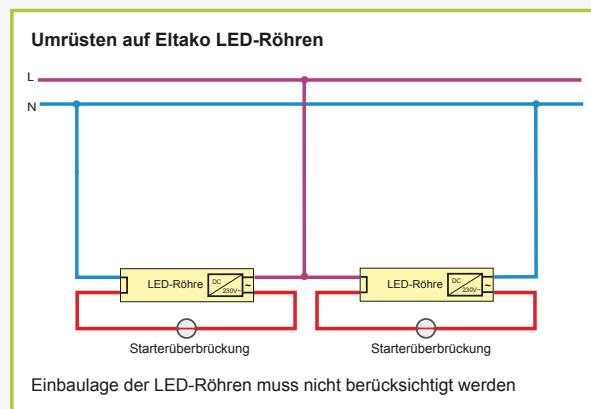 Umrüsten auf Eltako LED-Röhren
L
N
LED-Röhre DC 230V~ ~
LED-Röhre DC 230V~ ~
Starterüberbrückung
Starterüberbrückung
Einbaulage der LED-Röhren muss nicht berücksichtigt werden